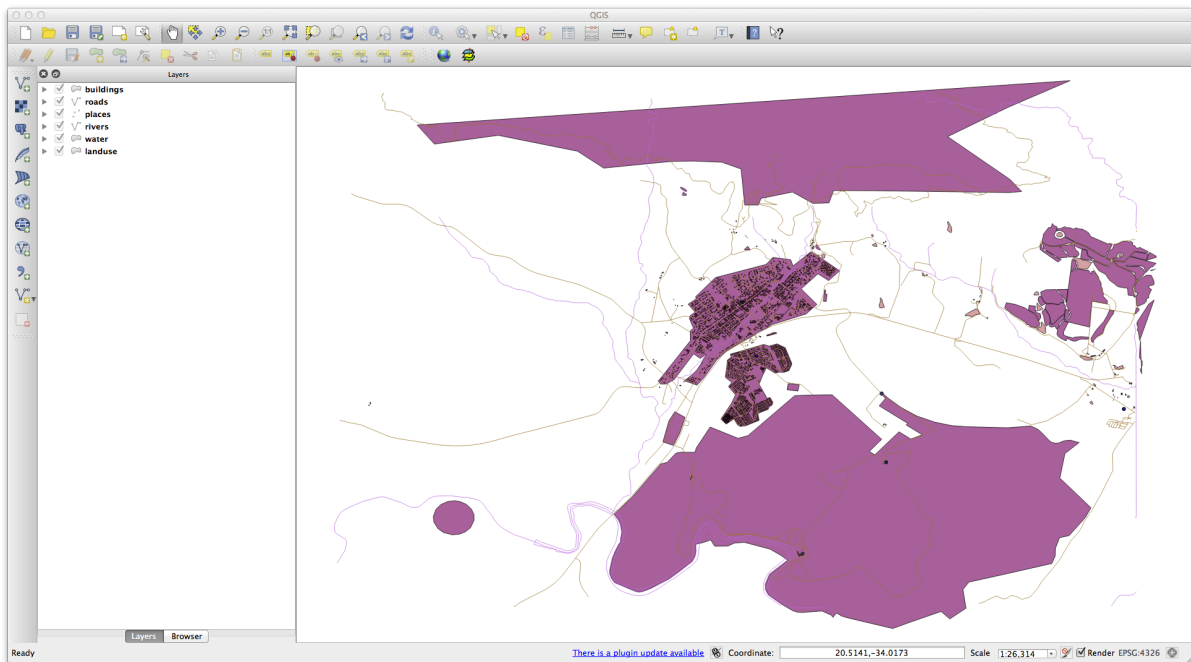 QGIS
Layers
buildings
roads
places
rivers
water
landuse
Layers Browser
Ready There is a plugin update available Coordinate: 20.5141,-34.0173 Scale 1:26,314 Render EPSG:4326